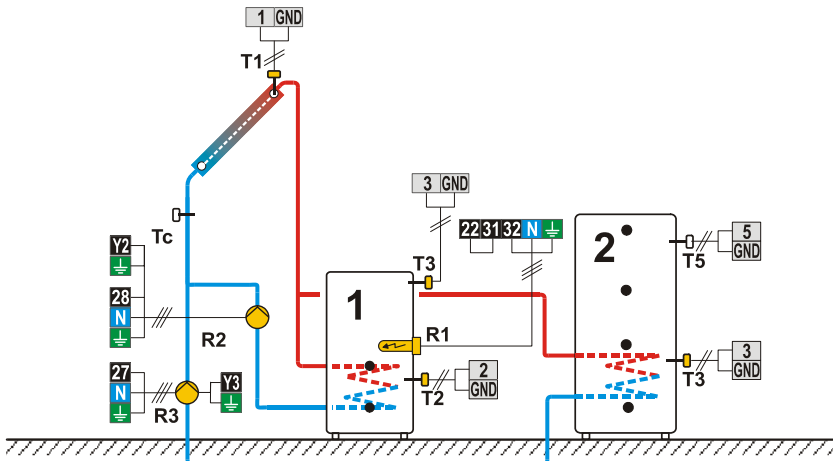 1 GND
T1
3 GND
22 31 32 N
Tc
Y2
5
GND
T5
T3
1
2
28
N
R2
R1
3
GND
T3
27
N
R3
Y3
T2
2
GND